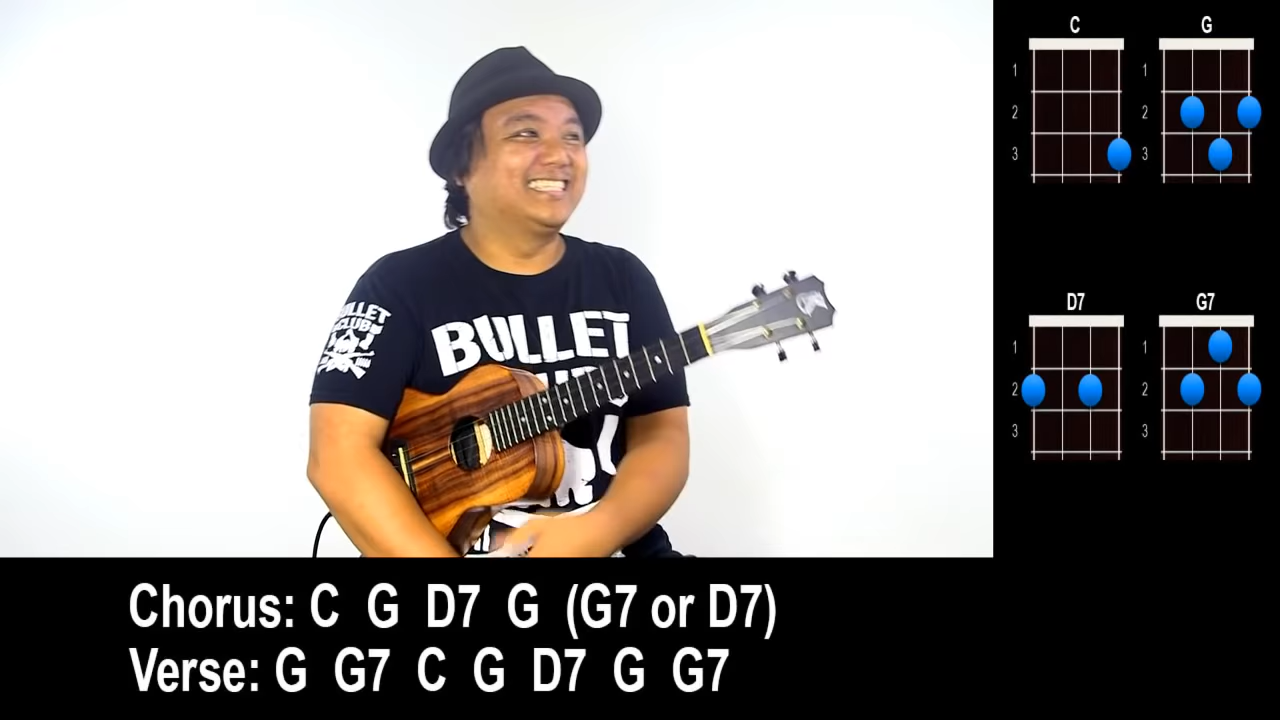 C
G
1
1
2
2
3
3
BULLET
CLUB
BULLET
D7
G7
1
1
2
2
3
3
Chorus: C G D7 G (G7 or D7)
Verse: G G7 C G D7 G G7